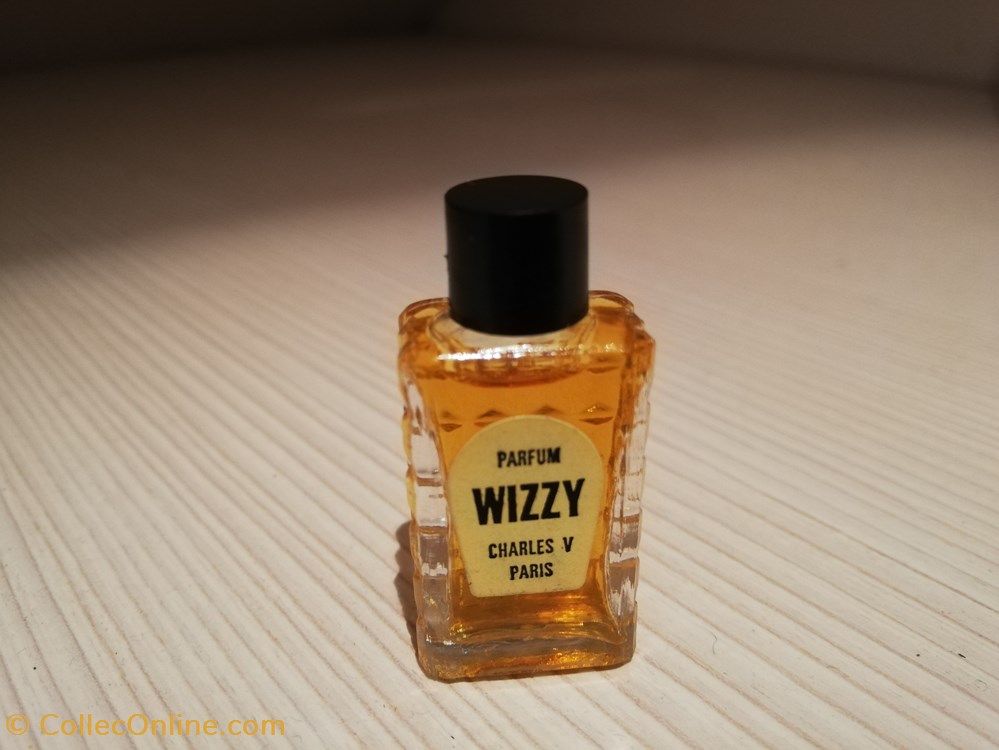 PARFUM
WIZZY
CHARLES V
PARIS
© CollecOnline.com